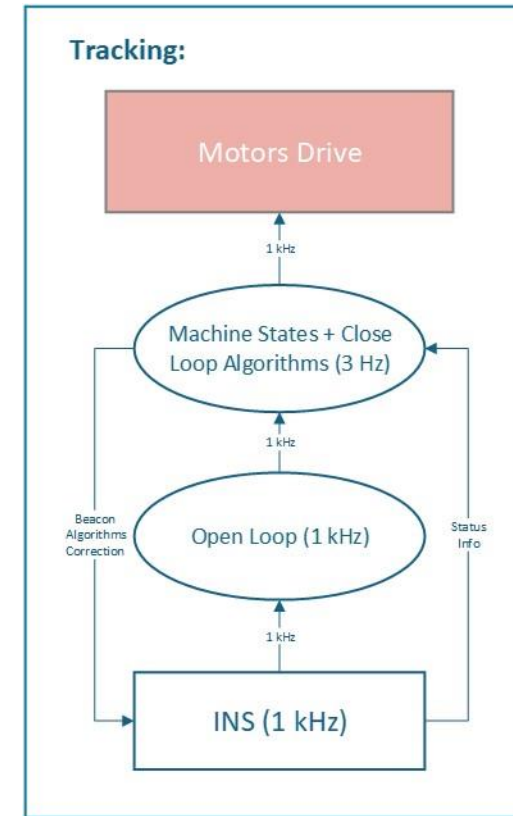 Tracking:
Motors Drive
1 kHz
Machine States + Close
Loop Algorithms (3 Hz)
1 kHz
Beacon
Algorithms
Correction
Status
Info
Open Loop (1 kHz)
1 kHz
INS (1 kHz)